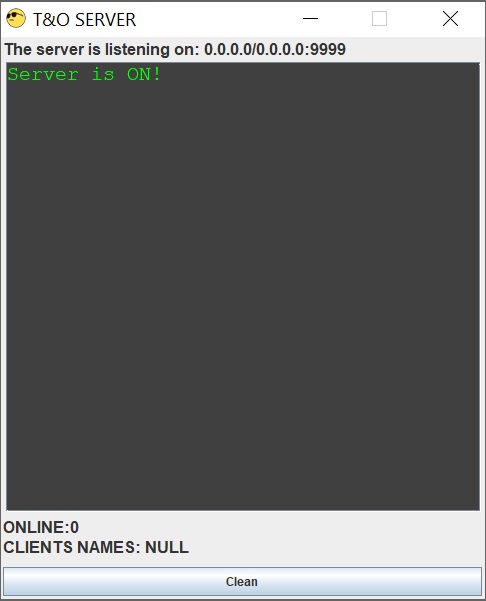 T&O SERVER
The server is listening on: 0.0.0.0/0.0.0.0:9999
Server is ON!
ONLINE:0
CLIENTS NAMES: NULL
Clean